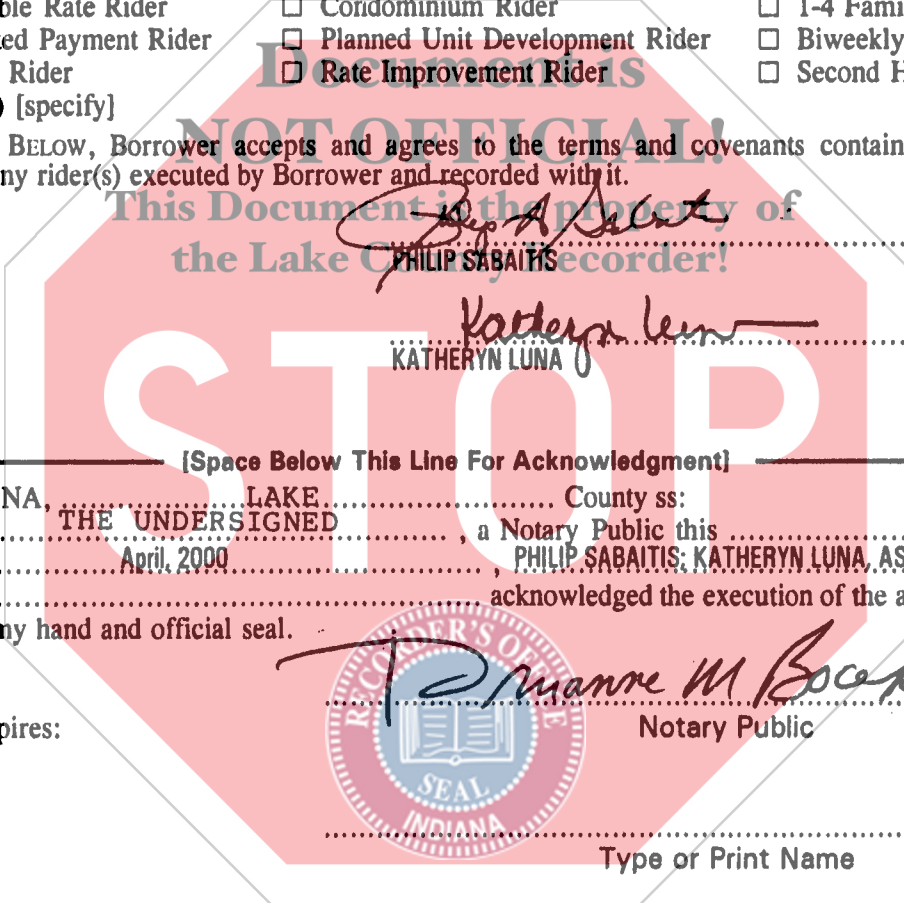 ble Rate Rider ☐ Condominium Rider ☐ 1-4 Fami
ed Payment Rider ☐ Planned Unit Development Rider ☐ Biweekly
Rider ☐ Rate Improvement Rider ☐ Second H
) [specify]
Document is
NOT OFFICIAL!
This Document is the property of
the Lake County Recorder!
BELOW, Borrower accepts and agrees to the terms and covenants contain
ny rider(s) executed by Borrower and recorded with it.
PHILIP SABAITIS
Katheryn Luna
KATHERYN LUNA
STOP
[Space Below This Line For Acknowledgment]
NA, LAKE County ss:
THE UNDERSIGNED , a Notary Public this
April, 2000 , PHILIP SABAITIS; KATHERYN LUNA, AS
acknowledged the execution of the a
ny hand and official seal.
RECORDER'S OFFICE
SEAL
INDIANA
pires:
Notary Public
Type or Print Name